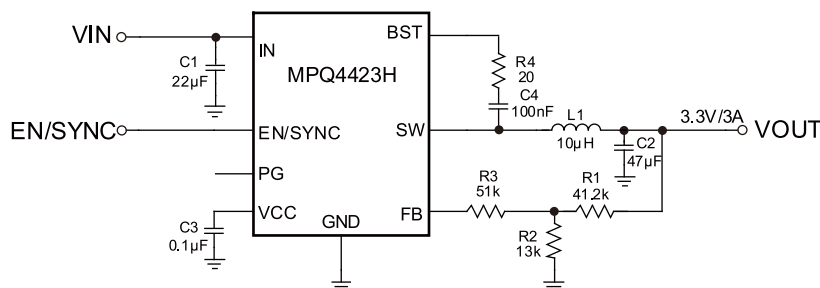 VIN
C1
22µF
IN
BST
MPQ4423H
R4
20
C4
100nF
EN/SYNC
EN/SYNC
SW
L1
10µH
3.3V/3A
VOUT
C2
47µF
PG
VCC
C3
0.1µF
GND
FB
R3
51k
R1
41.2k
R2
13k